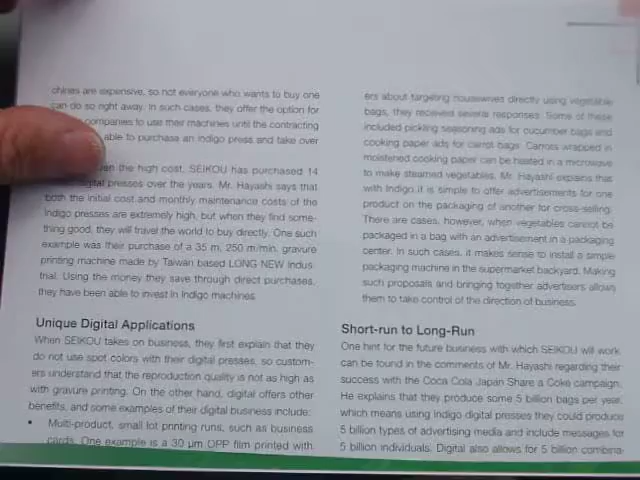 chines are expensive, so not everyone who wants to buy one
can do so right away. In such cases, they offer the option for
companies to use their machines until the contracting
able to purchase an Indigo press and take over
the high cost, SEIKOU has purchased 14
presses over the years. Mr. Hayashi says that
both the initial cost and monthly maintenance costs of the
Indigo presses are extremely high, but when they find some-
thing good, they will travel the world to buy directly. One such
example was their purchase of a 35 m, 250 m/min. gravure
printing machine made by Taiwan based LONG NEW Indus
trial. Using the money they save through direct purchases,
they have been able to invest in Indigo machines.
Unique Digital Applications
When SEIKOU takes on business, they first explain that they
do not use spot colors with their digital presses, so custom-
ers understand that the reproduction quality is not as high as
with gravure printing. On the other hand, digital offers other
benefits, and some examples of their digital business include:
• Multi-product, small lot printing runs, such as business
cards. One example is a 30 µm OPP film printed with
ers about targeting housewives directly using vegetable
bags, they received several responses. Some of these
included pickling seasoning ads for cucumber bags and
cooking paper ads for carrot bags. Carrots wrapped in
moistened cooking paper can be heated in a microwave
to make steamed vegetables. Mr. Hayashi explains that
with Indigo it is simple to offer advertisements for one
product on the packaging of another for cross-selling.
There are cases, however, when vegetables cannot be
packaged in a bag with an advertisement in a packaging
center. In such cases, it makes sense to install a simple
packaging machine in the supermarket backyard. Making
such proposals and bringing together advertisers allows
them to take control of the direction of business.
Short-run to Long-Run
One hint for the future business with which SEIKOU will work
can be found in the comments of Mr. Hayashi regarding their
success with the Coca Cola Japan Share a Coke campaign.
He explains that they produce some 5 billion bags per year,
which means using Indigo digital presses they could produce
5 billion types of advertising media and include messages for
5 billion individuals. Digital also allows for 5 billion combina-